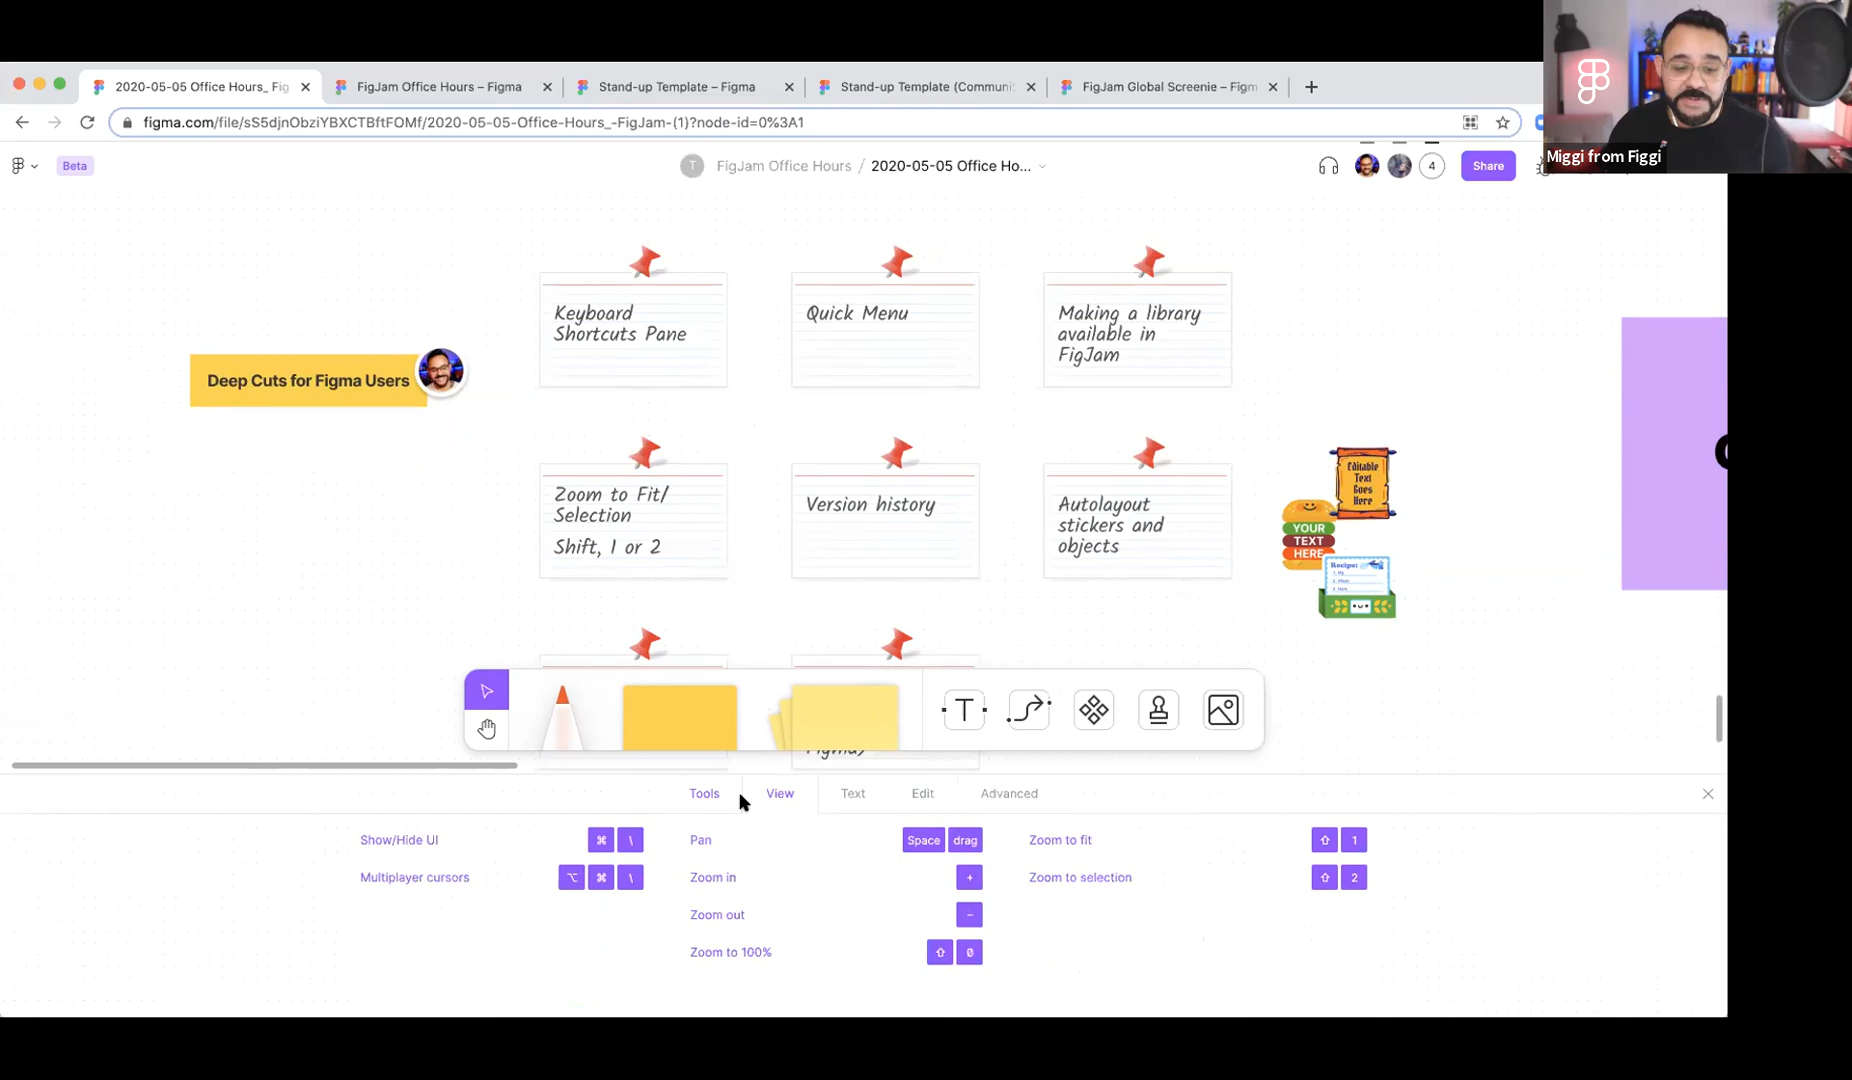 2020-05-05 Office Hours_ Fig
FigJam Office Hours – Figma
Stand-up Template – Figma
Stand-up Template (Communi
FigJam Global Screenie – Figm
figma.com/file/sS5djnObziYBXCTBftFOMf/2020-05-05-Office-Hours_-FigJam-(1)?node-id=0%3A1
Miggi from Figgi
Beta
T
FigJam Office Hours / 2020-05-05 Office Ho...
4
Share
Keyboard
Shortcuts Pane
Quick Menu
Making a library
available in
FigJam
Deep Cuts for Figma Users
Zoom to Fit/
Selection
Shift, 1 or 2
Version history
Autolayout
stickers and
objects
Editable
Text
Goes
Here
YOUR
TEXT
HERE
Recipe:
T
Tools
View
Text
Edit
Advanced
Show/Hide UI
⌘ \
Pan
Space drag
Zoom to fit
⇧ 1
Multiplayer cursors
⌥ ⌘ \
Zoom in
+
Zoom to selection
⇧ 2
Zoom out
-
Zoom to 100%
⇧ 0